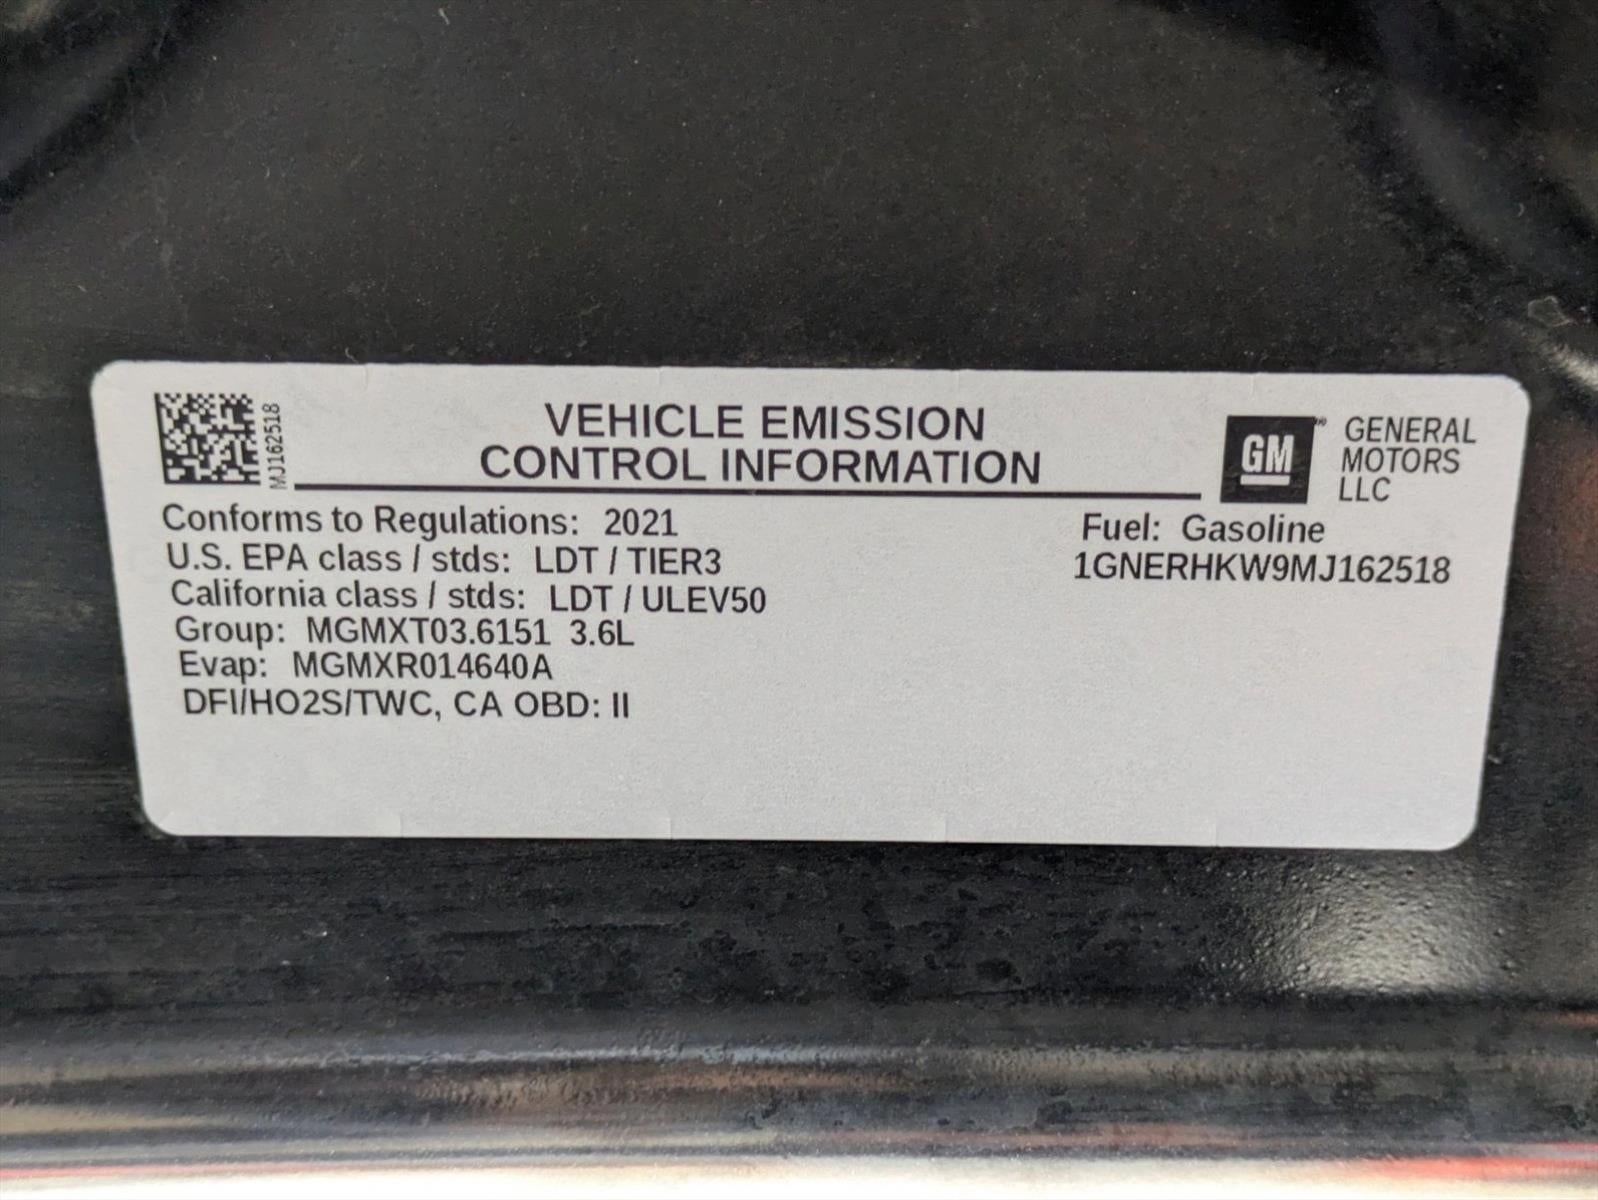 MJ162518
VEHICLE EMISSION
CONTROL INFORMATION
GM
GENERAL
MOTORS
LLC
Conforms to Regulations: 2021
U.S. EPA class / stds: LDT / TIER3
California class / stds: LDT / ULEV50
Group: MGMXT03.6151 3.6L
Evap: MGMXR014640A
DFI/HO2S/TWC, CA OBD: II
Fuel: Gasoline
1GNERHKW9MJ162518